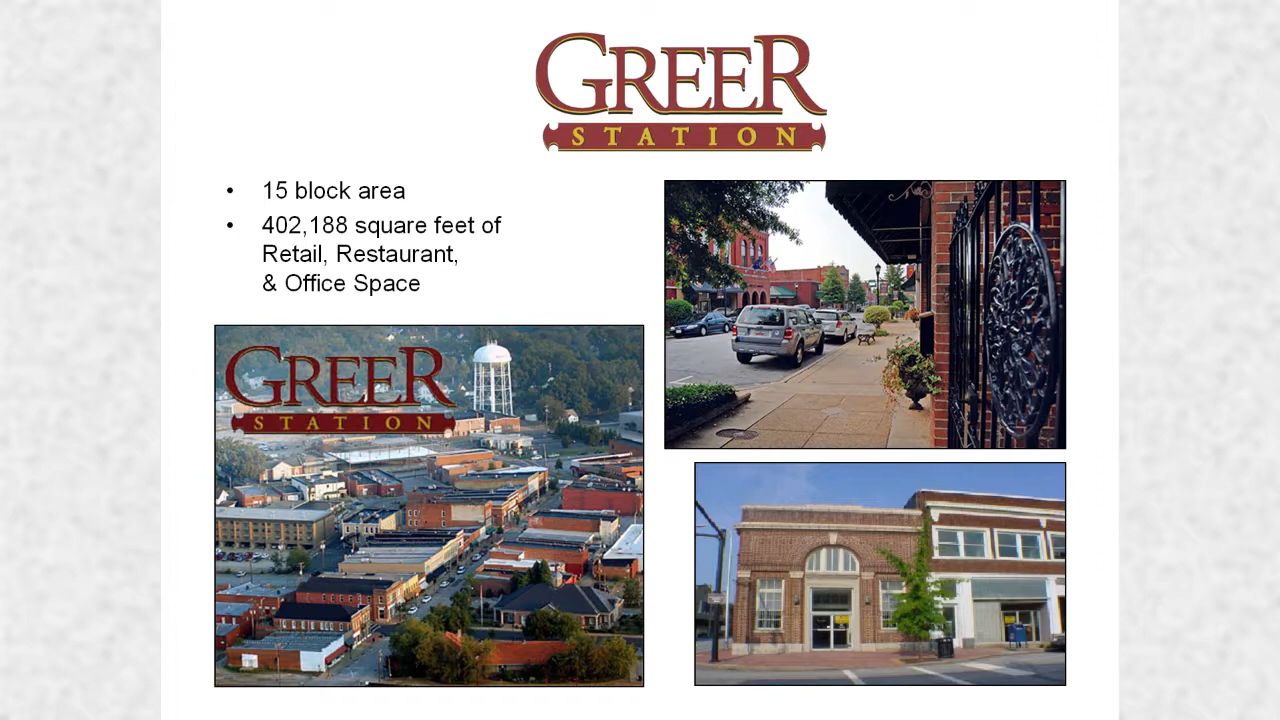 GREER
STATION
• 15 block area
• 402,188 square feet of
Retail, Restaurant,
& Office Space
GREER
STATION